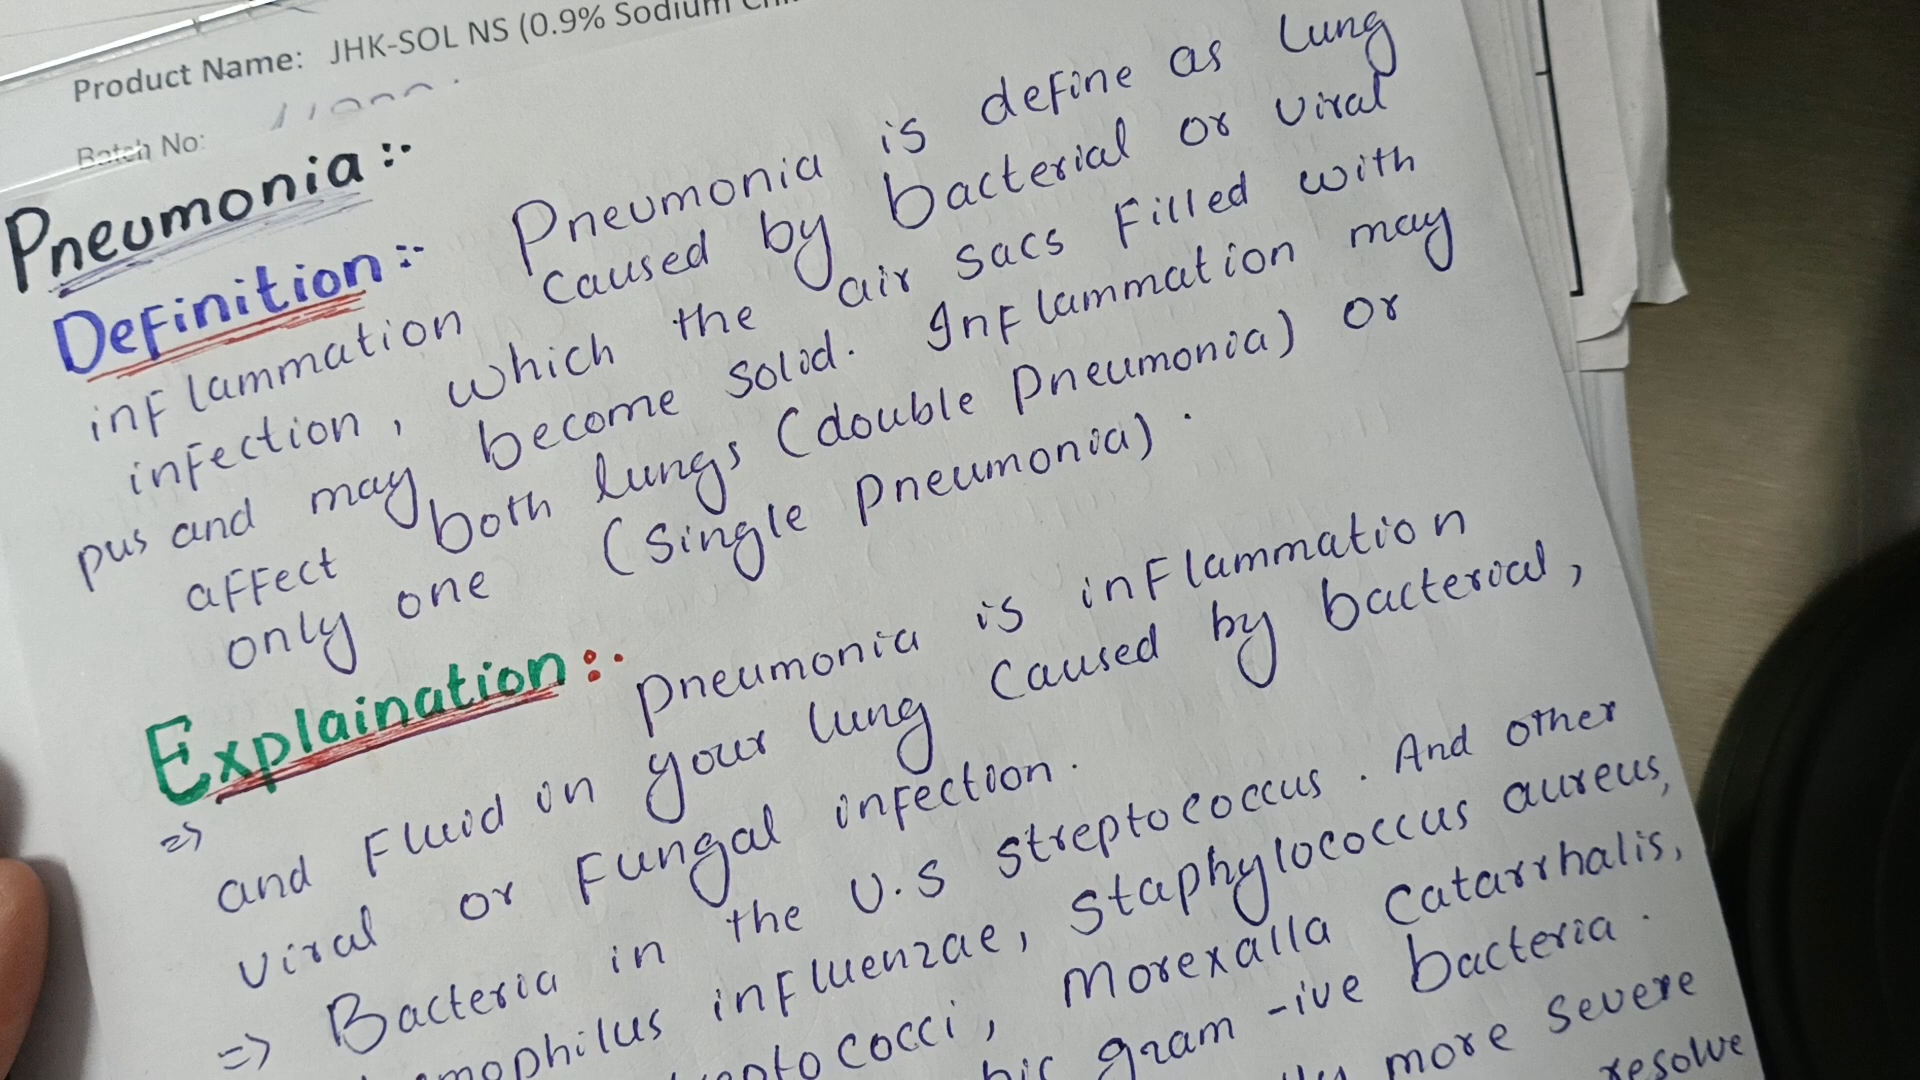 Product Name: JHK-SOL NS (0.9% Sodium
Batch No:
Pneumonia :-
Definition :- Pneumonia is define as lung
inflammation caused by bacterial or viral
infection, which the air sacs filled with
pus and may become solid. Inflammation may
affect both lungs (double pneumonia) or
only one (single pneumonia).
Explaination :-
=> pneumonia is inflammation
and Fluid in your lung caused by bacterial,
viral or Fungal infection.
=> Bacteria in the U.S streptococcus. And other
mophilus influenzae, staphylococcus aureus,
cocci, Morexalla Catarrhalis,
gram -ive bacteria.
more severe
resolve